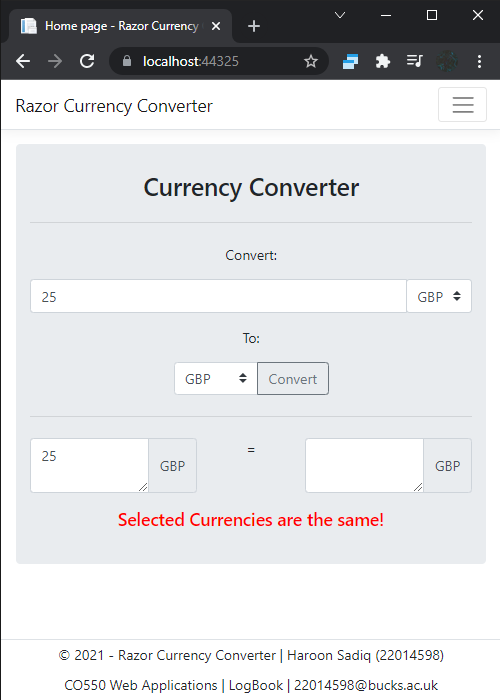 Home page - Razor Currency
localhost:44325
Razor Currency Converter
Currency Converter
Convert:
25 GBP
To:
GBP Convert
25 GBP = GBP
Selected Currencies are the same!
© 2021 - Razor Currency Converter | Haroon Sadiq (22014598)
CO550 Web Applications | LogBook | 22014598@bucks.ac.uk